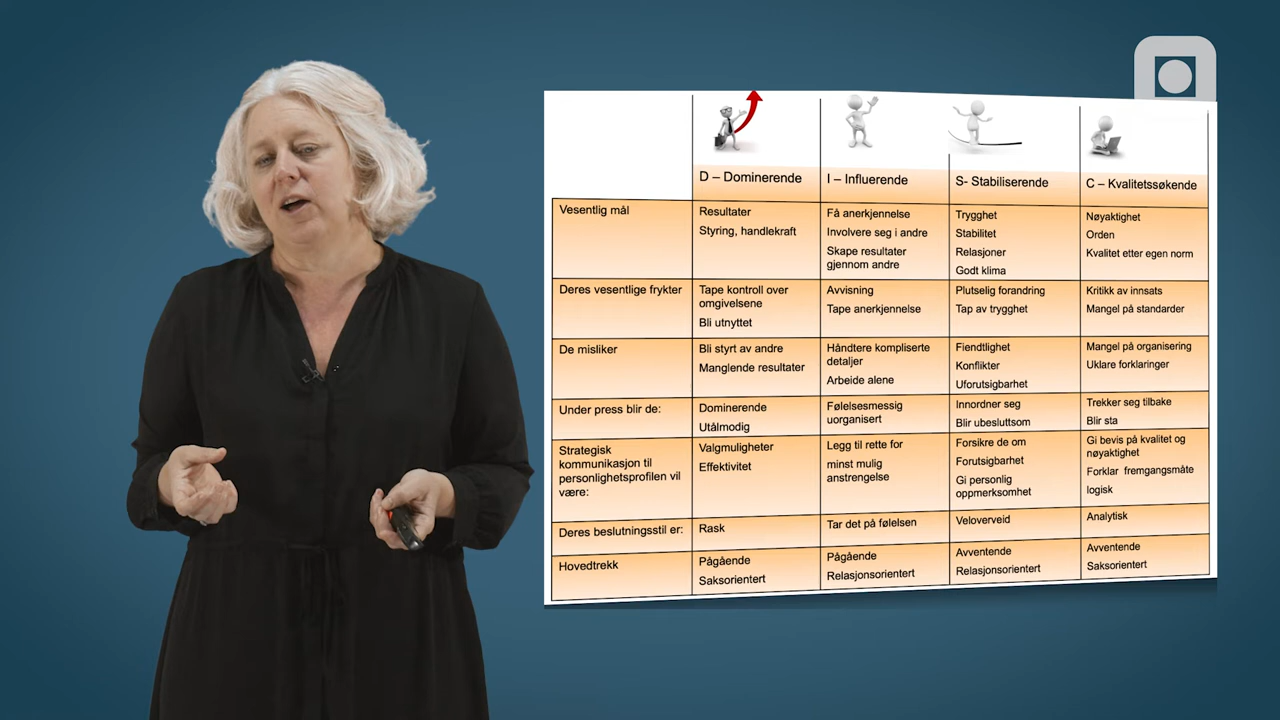 D – Dominerende
I – Influerende
S- Stabiliserende
C – Kvalitetssøkende
Vesentlig mål
Resultater
Styring, handlekraft
Få anerkjennelse
Involvere seg i andre
Skape resultater
gjennom andre
Trygghet
Stabilitet
Relasjoner
Godt klima
Nøyaktighet
Orden
Kvalitet etter egen norm
Deres vesentlige frykter
Tape kontroll over
omgivelsene
Bli utnyttet
Avvisning
Tape anerkjennelse
Plutselig forandring
Tap av trygghet
Kritikk av innsats
Mangel på standarder
De misliker
Bli styrt av andre
Manglende resultater
Håndtere kompliserte
detaljer
Arbeide alene
Fiendtlighet
Konflikter
Uforutsigbarhet
Mangel på organisering
Uklare forklaringer
Under press blir de:
Dominerende
Utålmodig
Følelsesmessig
uorganisert
Innordner seg
Blir ubesluttsom
Trekker seg tilbake
Blir sta
Strategisk
kommunikasjon til
personlighetsprofilen vil
være:
Valgmuligheter
Effektivitet
Legg til rette for
minst mulig
anstrengelse
Forsikre de om
Forutsigbarhet
Gi personlig
oppmerksomhet
Gi bevis på kvalitet og
nøyaktighet
Forklar fremgangsmåte
logisk
Deres beslutningsstil er:
Rask
Tar det på følelsen
Veloverveid
Analytisk
Hovedtrekk
Pågående
Saksorientert
Pågående
Relasjonsorientert
Avventende
Relasjonsorientert
Avventende
Saksorientert